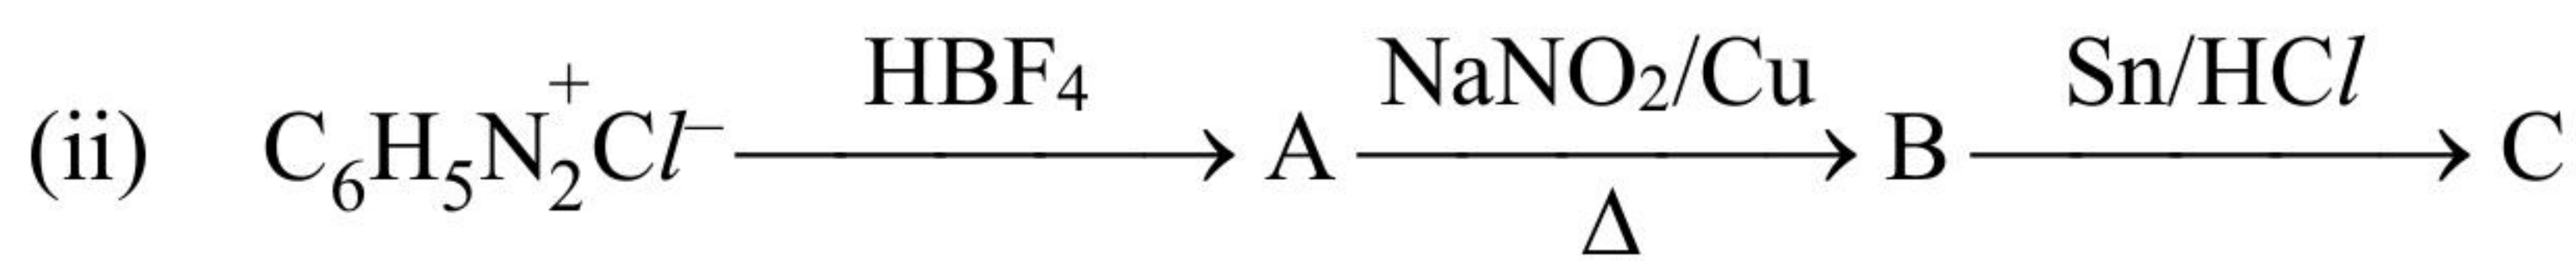 (ii) C₆H₅N₂⁺Cl⁻ —HBF₄→ A —NaNO₂/Cu, Δ→ B —Sn/HCl→ C